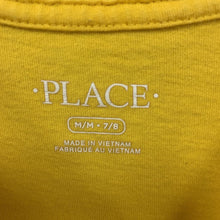 ·PLACE·
M/M · 7/8
MADE IN VIETNAM
FABRIQUÉ AU VIETNAM